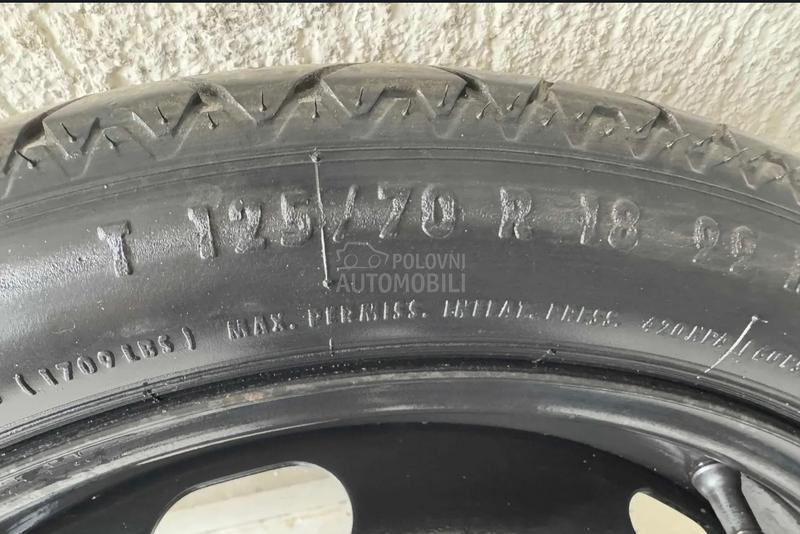 T 125/70 R 18 99
POLOVNI
AUTOMOBILI
(1709 LBS) MAX. PERMISS. INFLAT. PRESS. 420 KPA